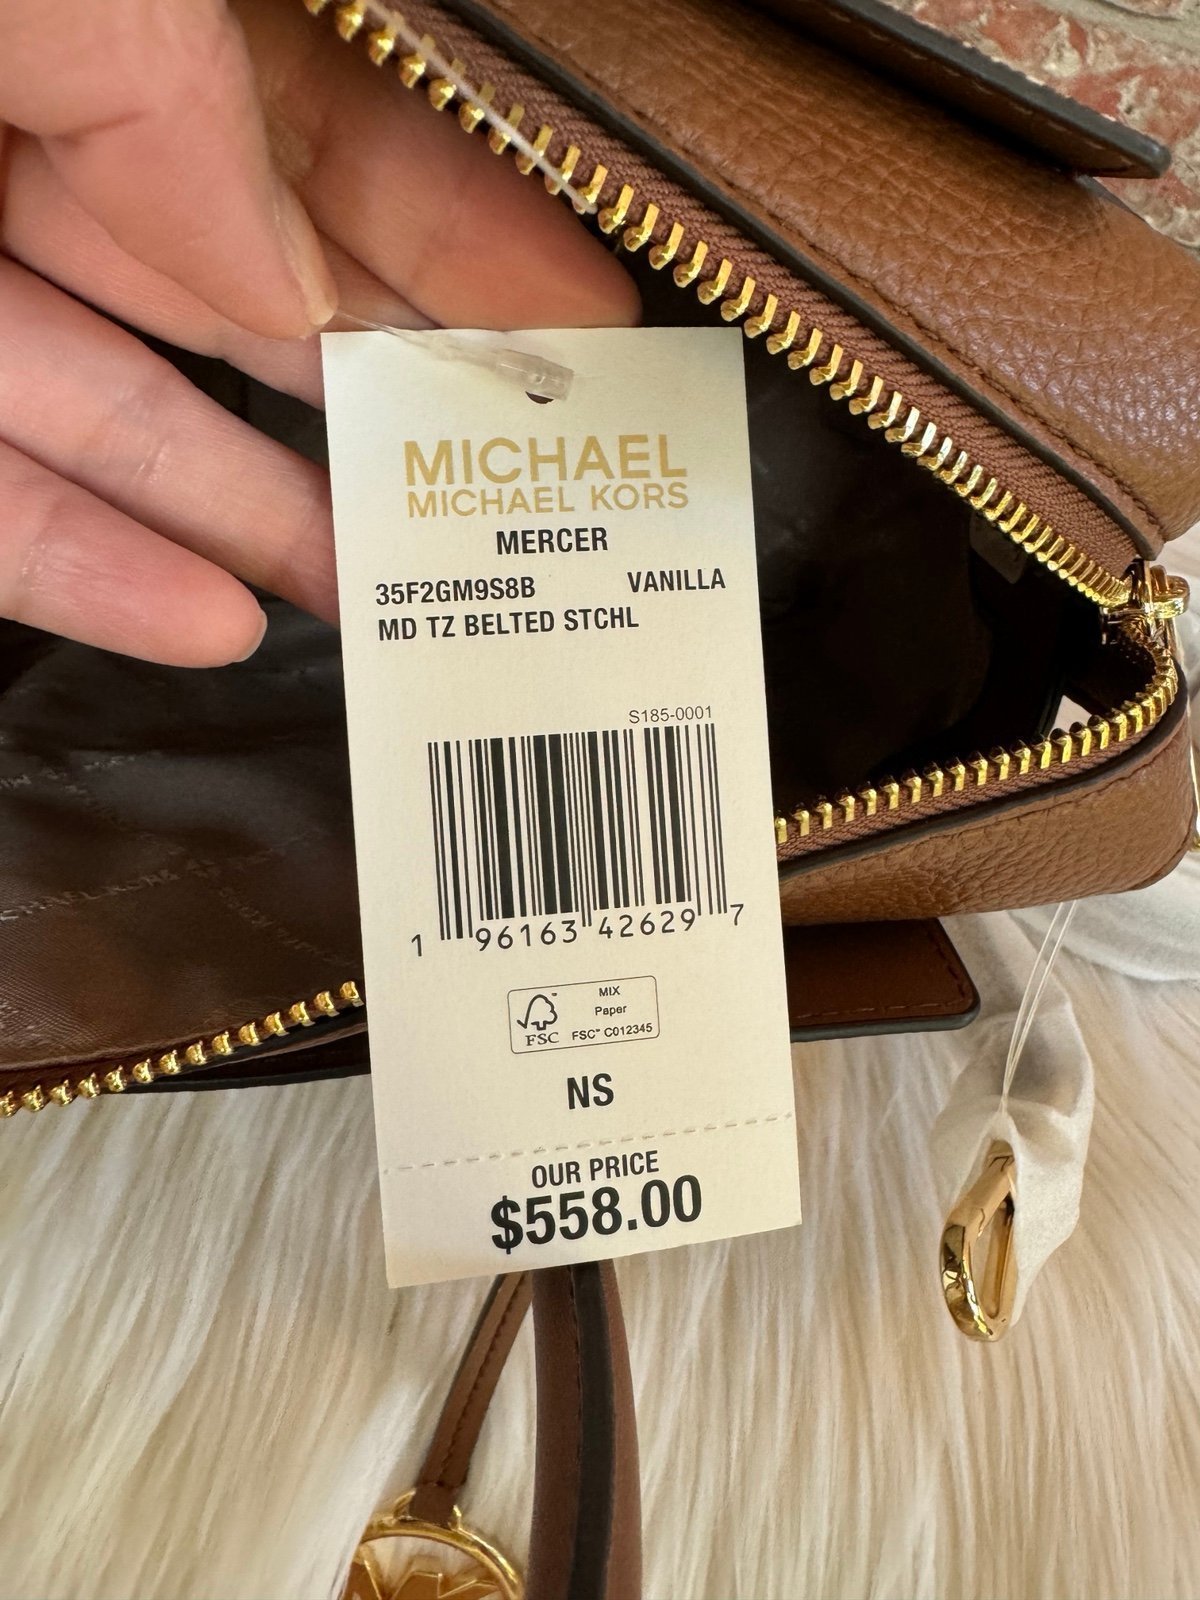 MICHAEL
MICHAEL KORS
MERCER
35F2GM9S8B VANILLA
MD TZ BELTED STCHL
S185-0001
1 96163 42629 7
FSC
MIX
Paper
FSC™ C012345
NS
OUR PRICE
$558.00